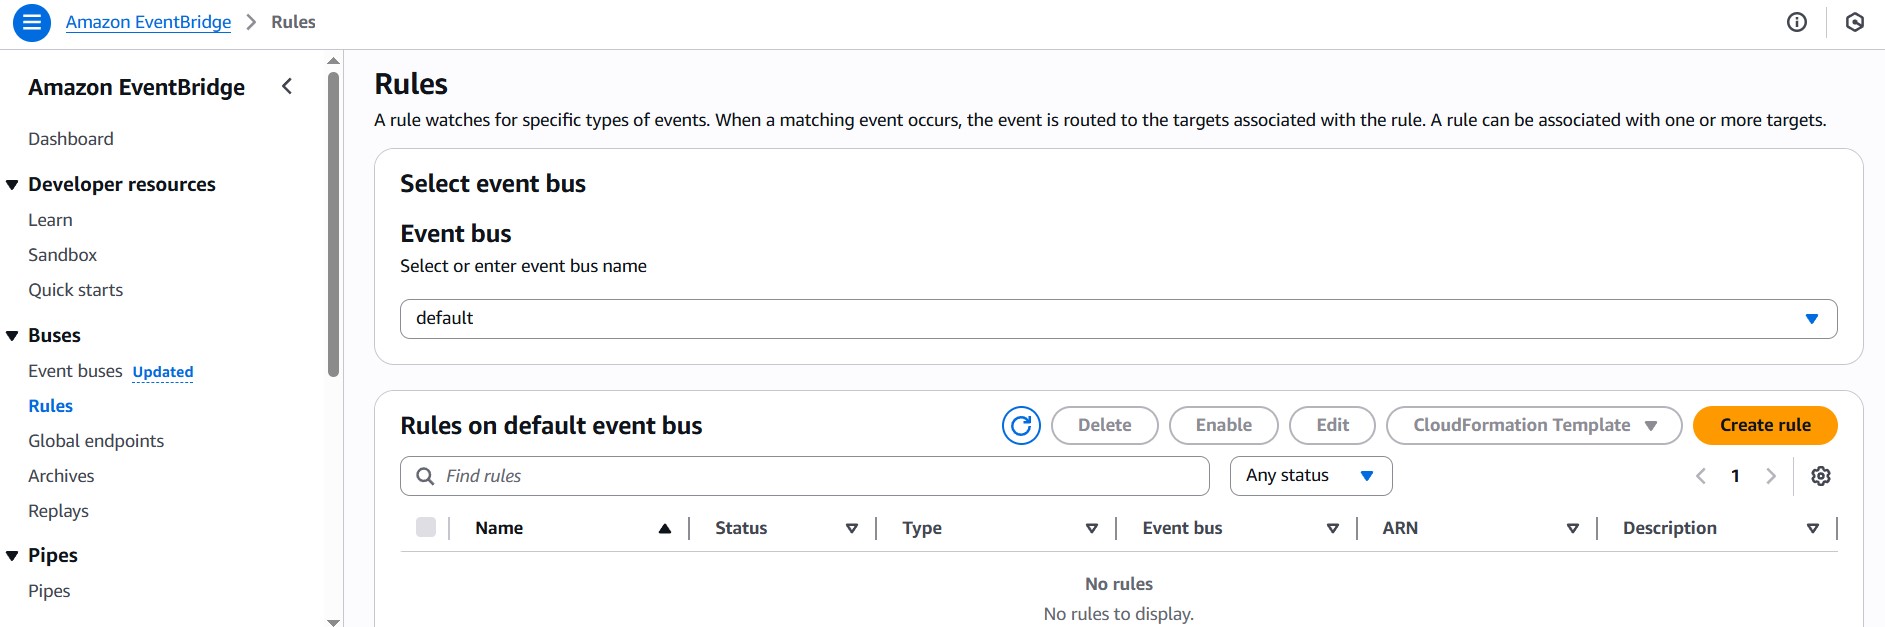 Amazon EventBridge > Rules
Amazon EventBridge
Dashboard
Developer resources
Learn
Sandbox
Quick starts
Buses
Event buses Updated
Rules
Global endpoints
Archives
Replays
Pipes
Pipes
Rules
A rule watches for specific types of events. When a matching event occurs, the event is routed to the targets associated with the rule. A rule can be associated with one or more targets.
Select event bus
Event bus
Select or enter event bus name
default
Rules on default event bus
Delete Enable Edit CloudFormation Template Create rule
Find rules Any status 1
Name Status Type Event bus ARN Description
No rules
No rules to display.